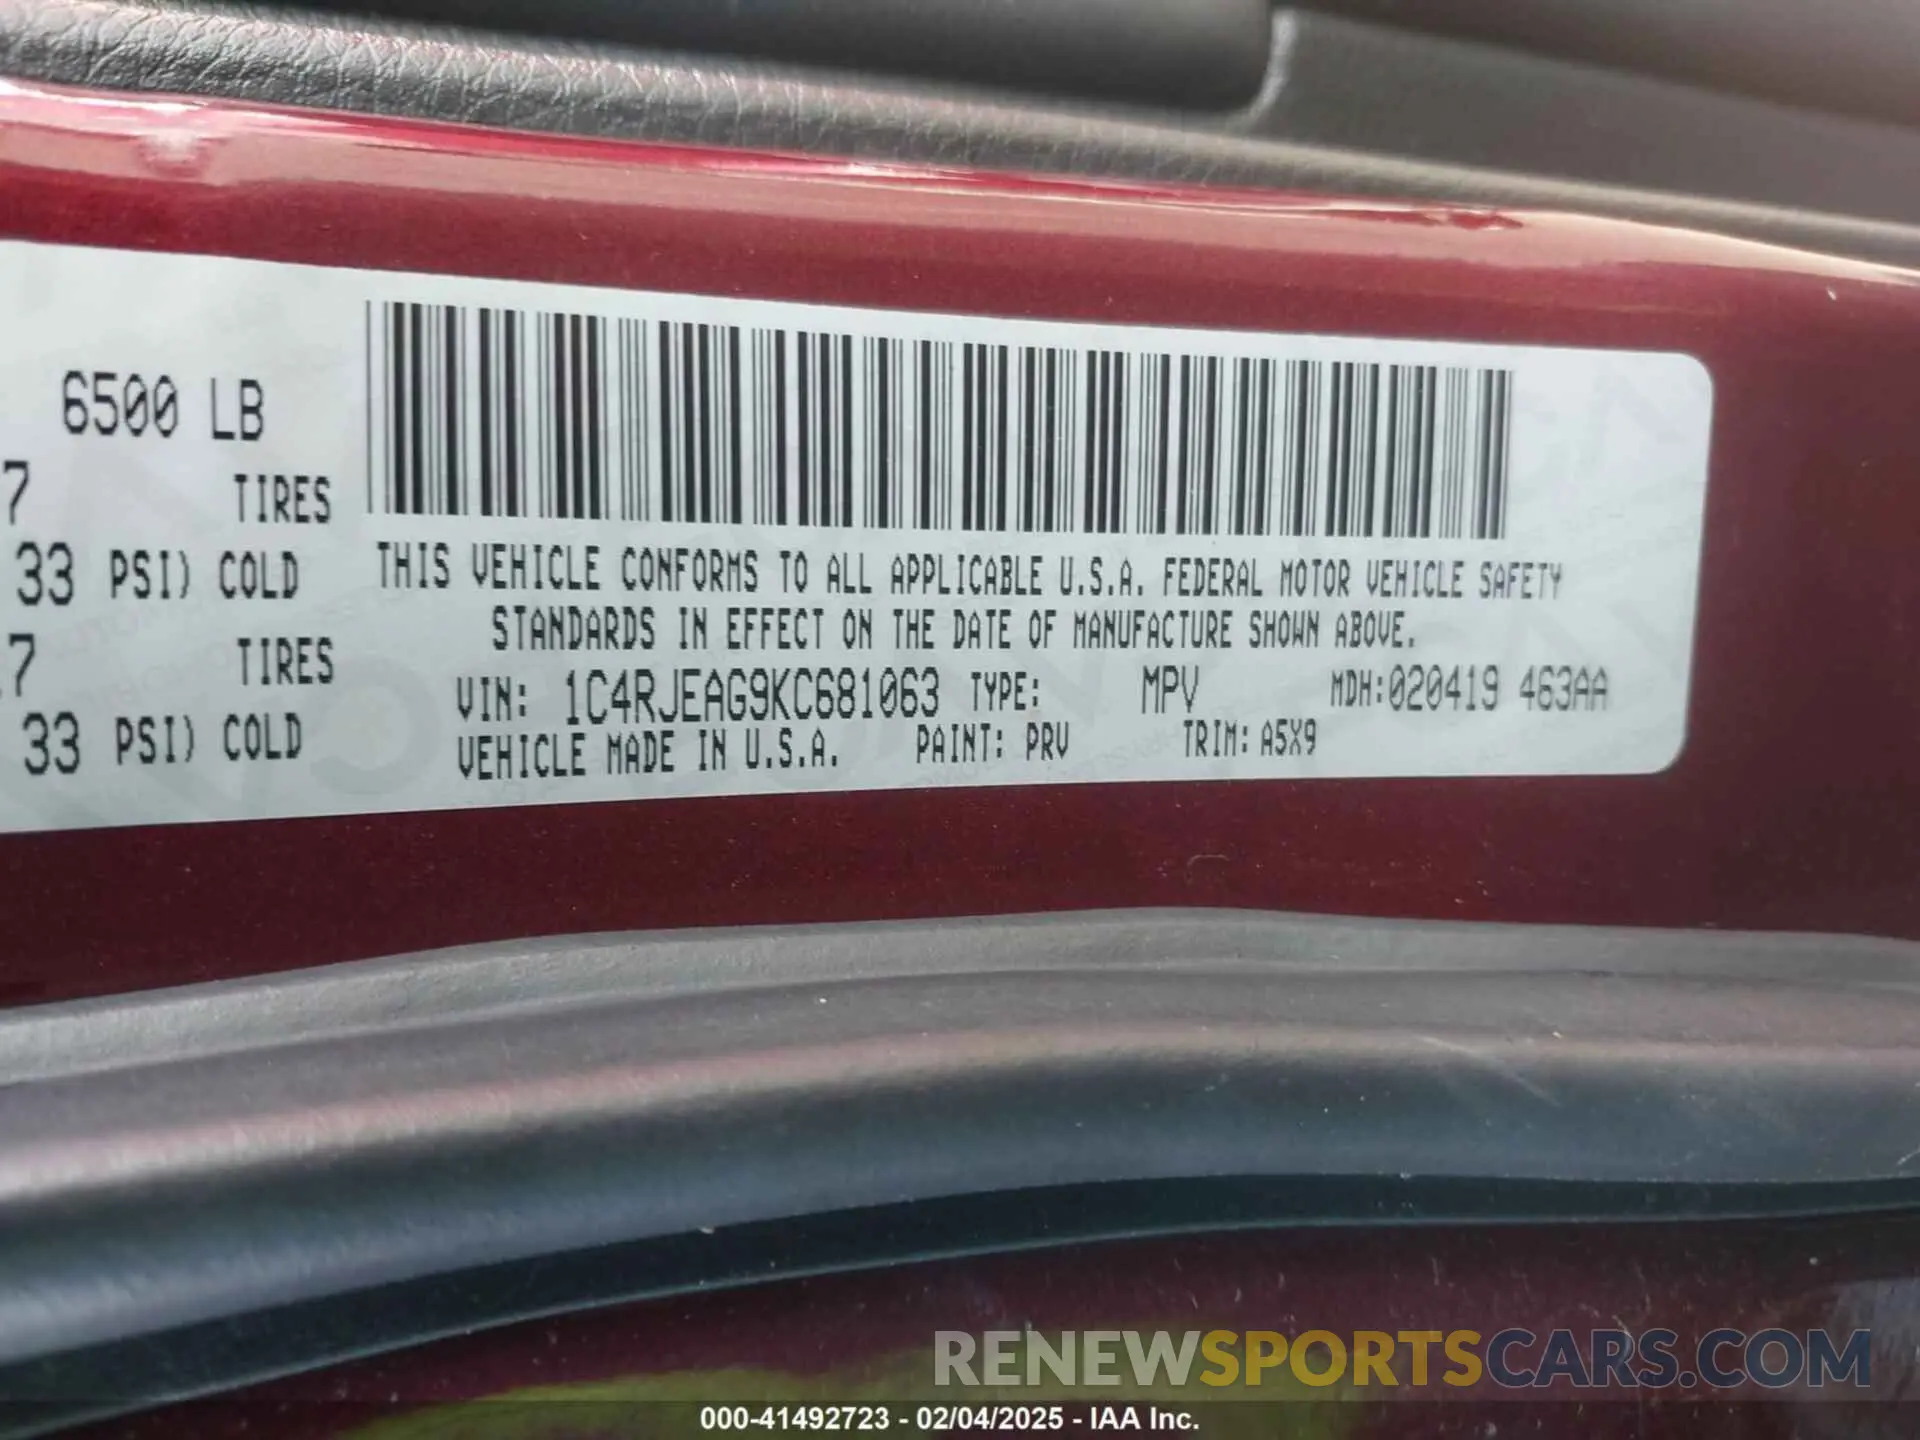 6500 LB
7 TIRES
33 PSI) COLD
7 TIRES
33 PSI) COLD
THIS VEHICLE CONFORMS TO ALL APPLICABLE U.S.A. FEDERAL MOTOR VEHICLE SAFETY
STANDARDS IN EFFECT ON THE DATE OF MANUFACTURE SHOWN ABOVE.
VIN: 1C4RJEAG9KC681063 TYPE: MPV MDH:020419 463AA
VEHICLE MADE IN U.S.A. PAINT: PRV TRIM: A5X9
RENEWSPORTSCARS.COM
000-41492723 - 02/04/2025 - IAA Inc.